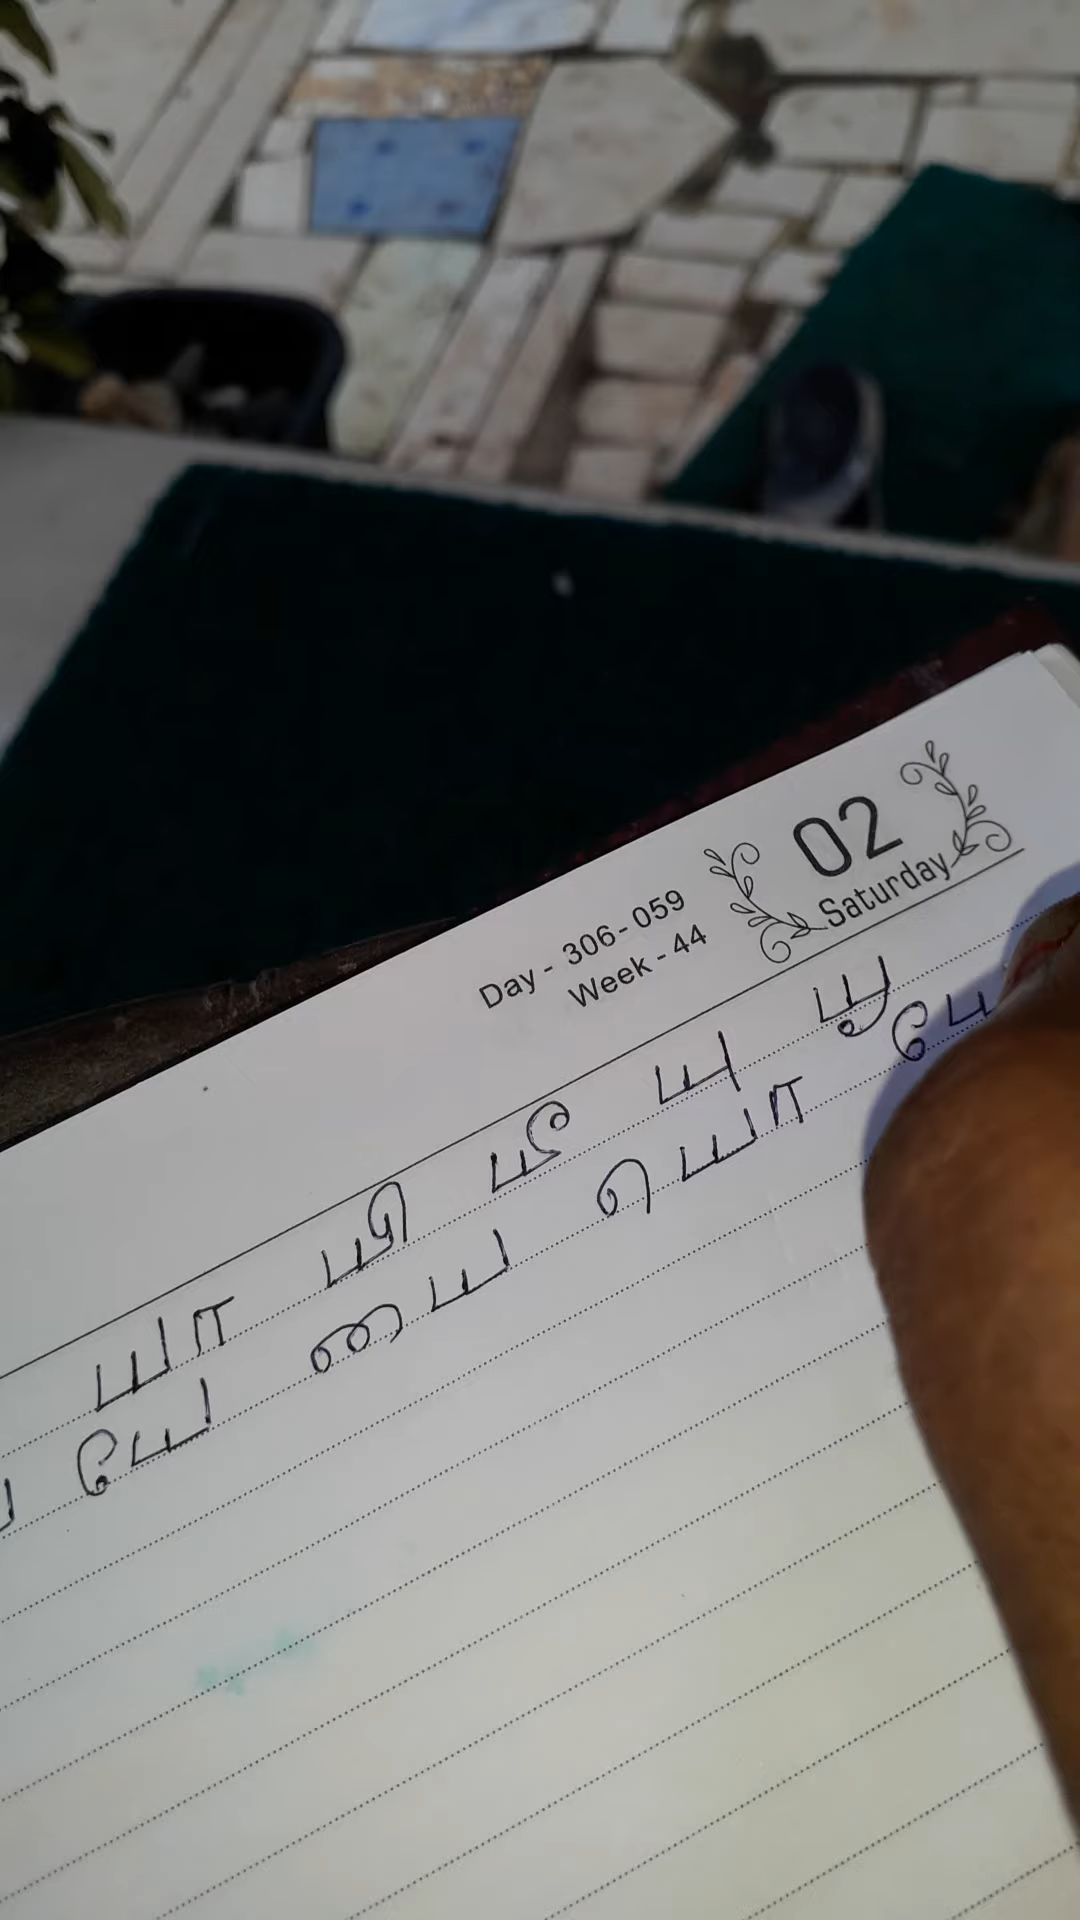 02
Day - 306 - 059
Saturday
Week - 44
யா யி யீ யு யூ
யே யை யொ